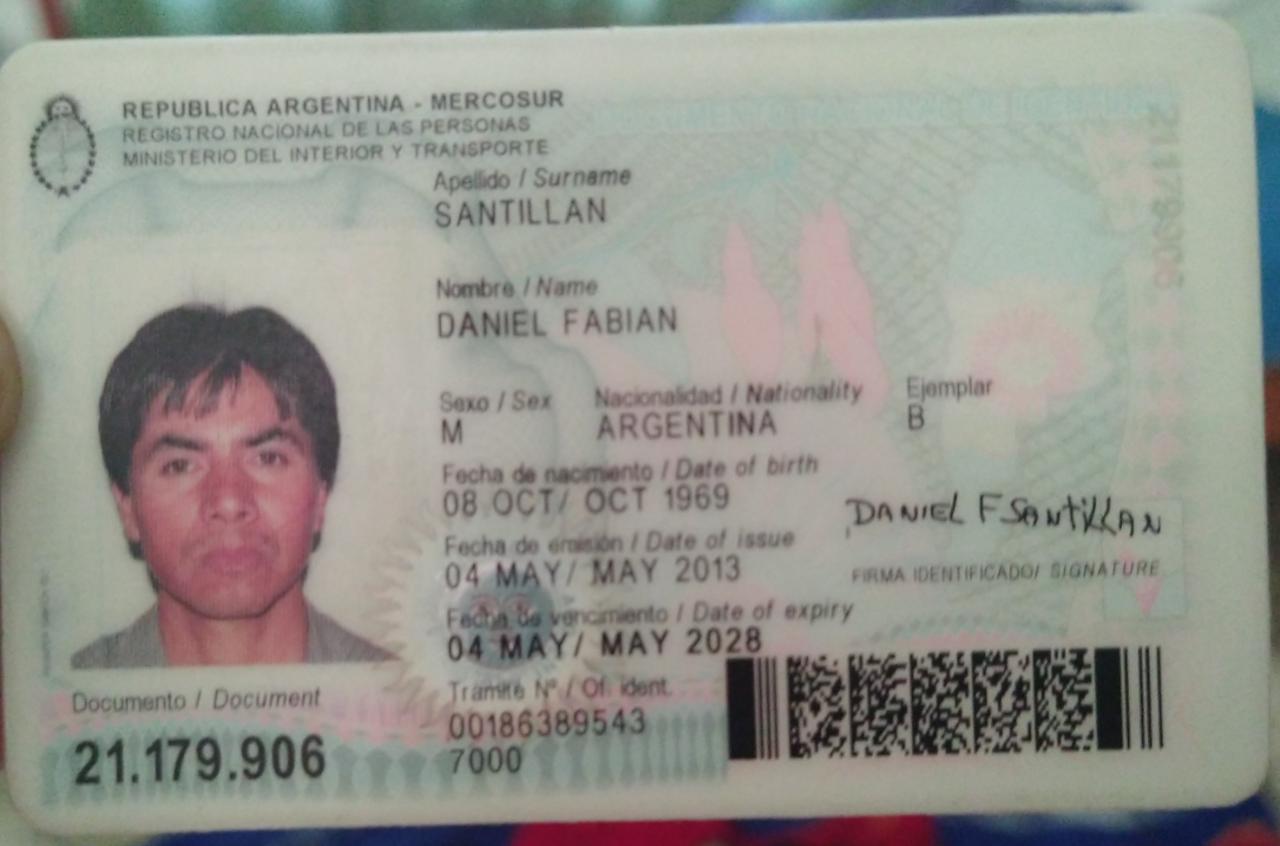 REPUBLICA ARGENTINA - MERCOSUR
REGISTRO NACIONAL DE LAS PERSONAS
MINISTERIO DEL INTERIOR Y TRANSPORTE
Apellido / Surname
SANTILLAN
Nombre / Name
DANIEL FABIAN
Sexo / Sex Nacionalidad / Nationality Ejemplar
M ARGENTINA B
Fecha de nacimiento / Date of birth
08 OCT/ OCT 1969
Fecha de emisión / Date of issue
04 MAY/ MAY 2013
Fecha de vencimiento / Date of expiry
04 MAY/ MAY 2028
DANIEL F SANTILLAN
FIRMA IDENTIFICADO/ SIGNATURE
Documento / Document
21.179.906
Tramite Nº / Of. ident.
00186389543
7000
21179906